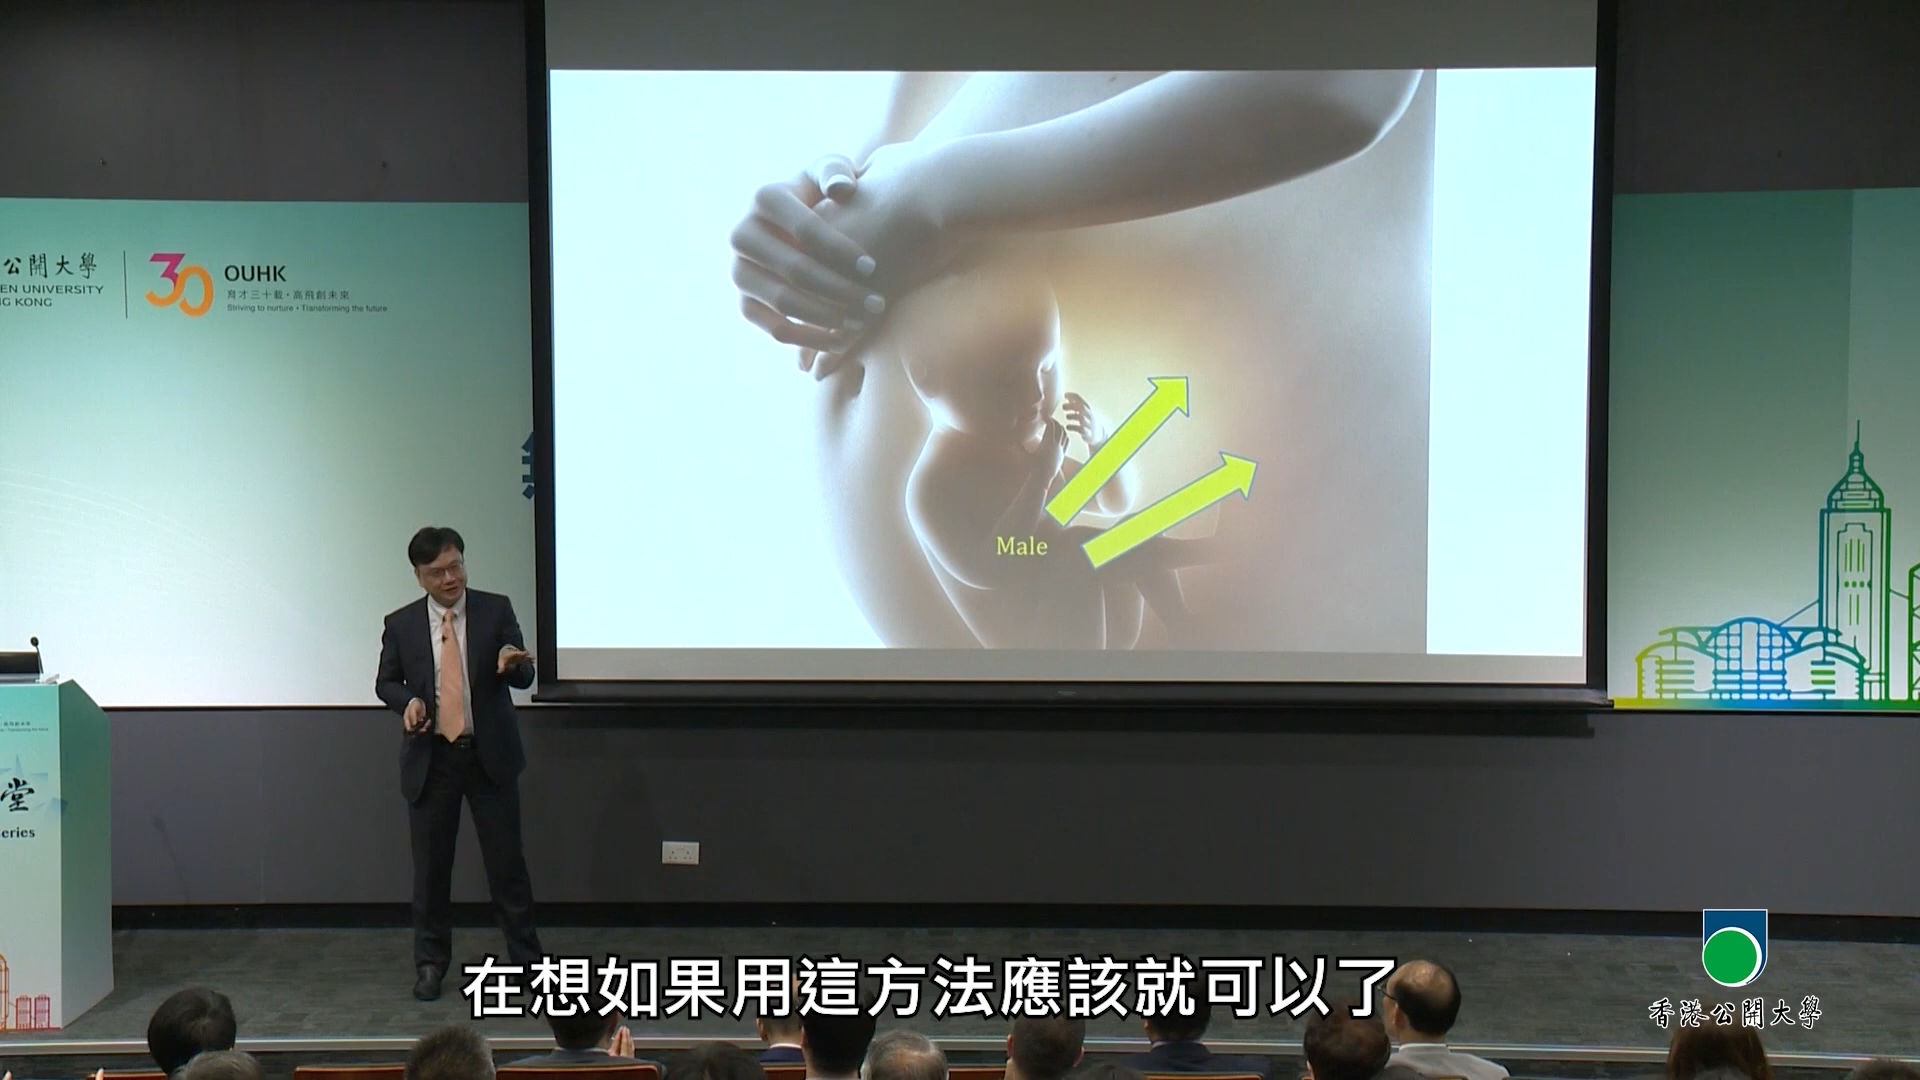 公開大學
EN UNIVERSITY
NG KONG
30
OUHK
育才三十載・高飛創未來
Striving to nurture • Transforming the future
Male
堂
eries
在想如果用這方法應該就可以了
香港公開大學